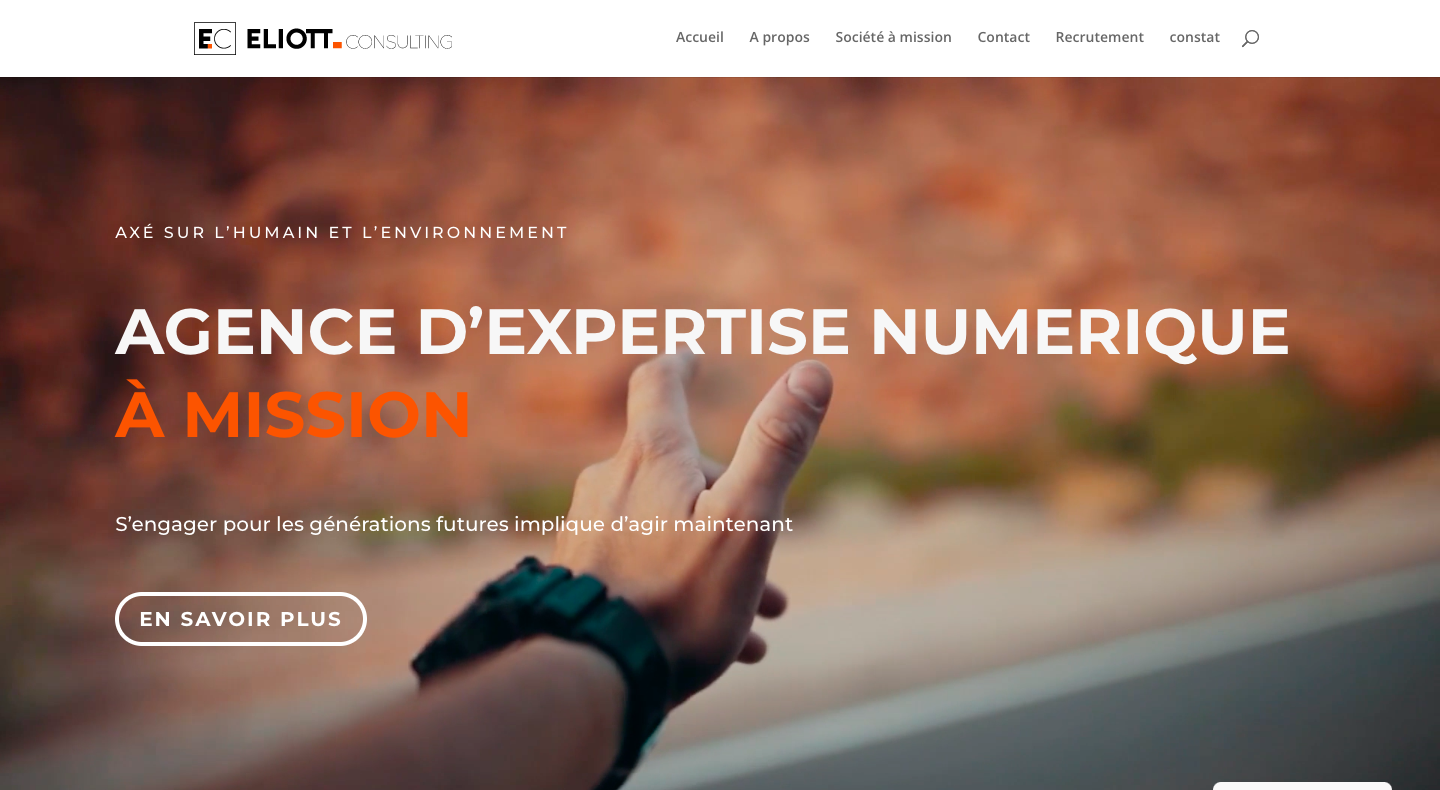 EC ELIOTT CONSULTING
Accueil A propos Société à mission Contact Recrutement constat
AXÉ SUR L’HUMAIN ET L’ENVIRONNEMENT
AGENCE D’EXPERTISE NUMERIQUE
À MISSION
S’engager pour les générations futures implique d’agir maintenant
EN SAVOIR PLUS